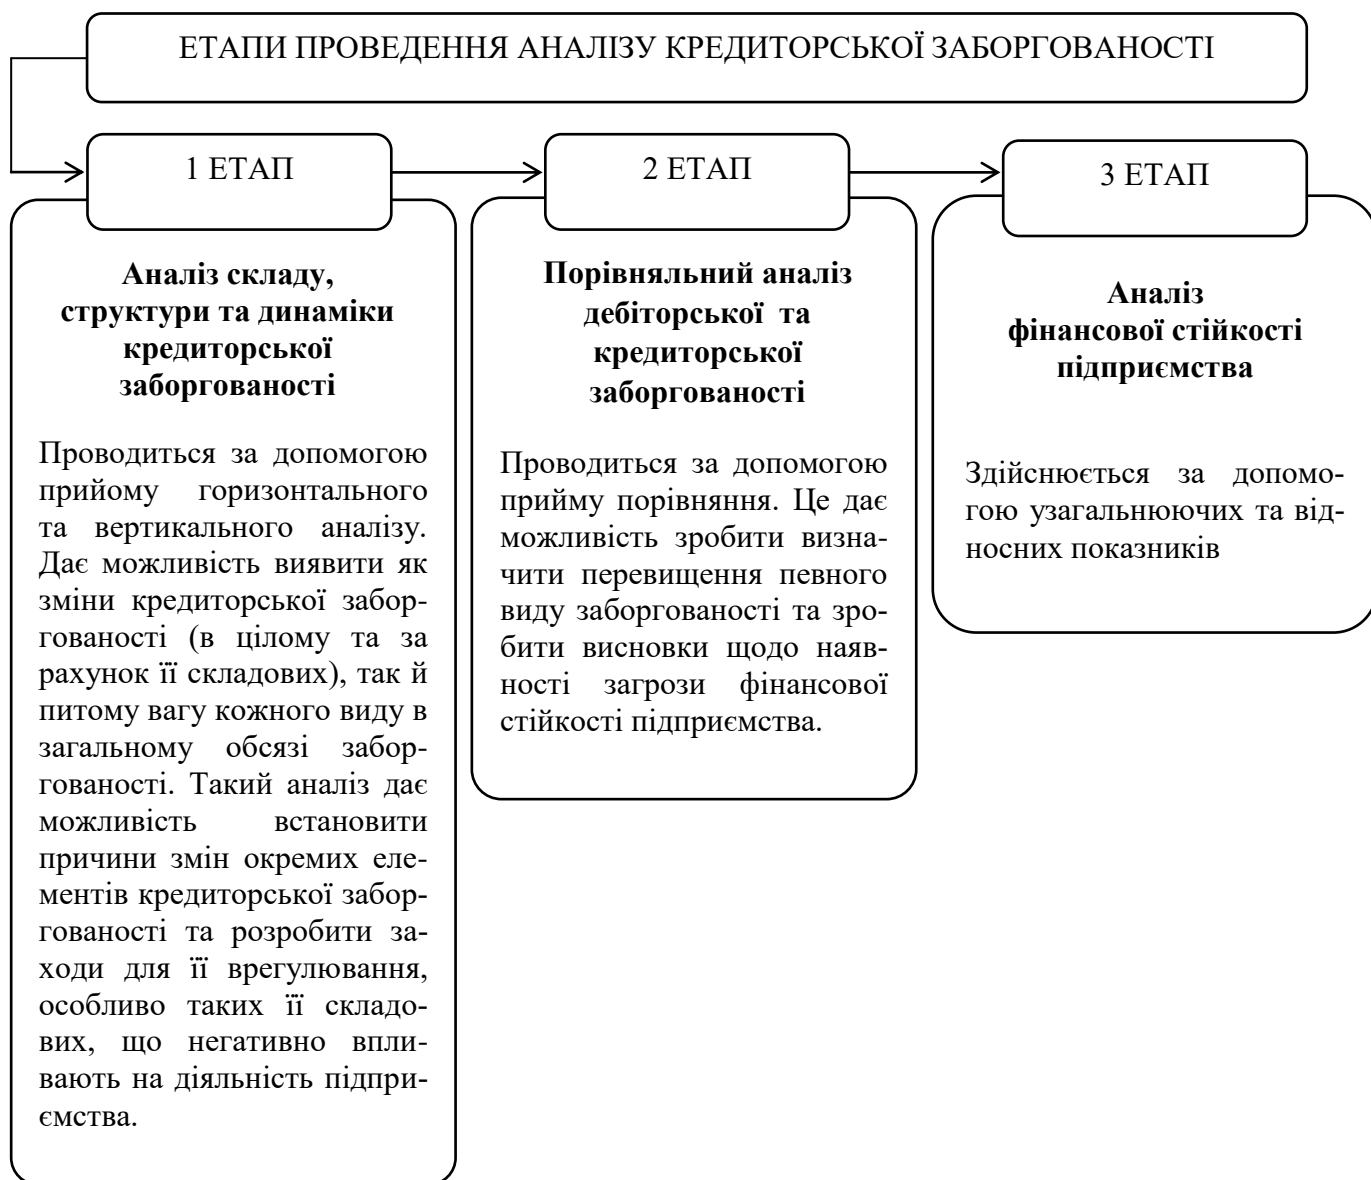 ЕТАПИ ПРОВЕДЕННЯ АНАЛІЗУ КРЕДИТОРСЬКОЇ ЗАБОРГОВАНОСТІ
1 ЕТАП
Аналіз складу,
структури та динаміки
кредиторської
заборгованості
Проводиться за допомогою
прийому горизонтального
та вертикального аналізу.
Дає можливість виявити як
зміни кредиторської забор-
гованості (в цілому та за
рахунок її складових), так й
питому вагу кожного виду в
загальному обсязі забор-
гованості. Такий аналіз дає
можливість встановити
причини змін окремих еле-
ментів кредиторської забор-
гованості та розробити за-
ходи для її врегулювання,
особливо таких її складо-
вих, що негативно впли-
вають на діяльність підпри-
ємства.
2 ЕТАП
Порівняльний аналіз
дебіторської та
кредиторської
заборгованості
Проводиться за допомогою
прийму порівняння. Це дає
можливість зробити визна-
чити перевищення певного
виду заборгованості та зро-
бити висновки щодо наяв-
ності загрози фінансової
стійкості підприємства.
3 ЕТАП
Аналіз
фінансової стійкості
підприємства
Здійснюється за допомо-
гою узагальнюючих та від-
носних показників